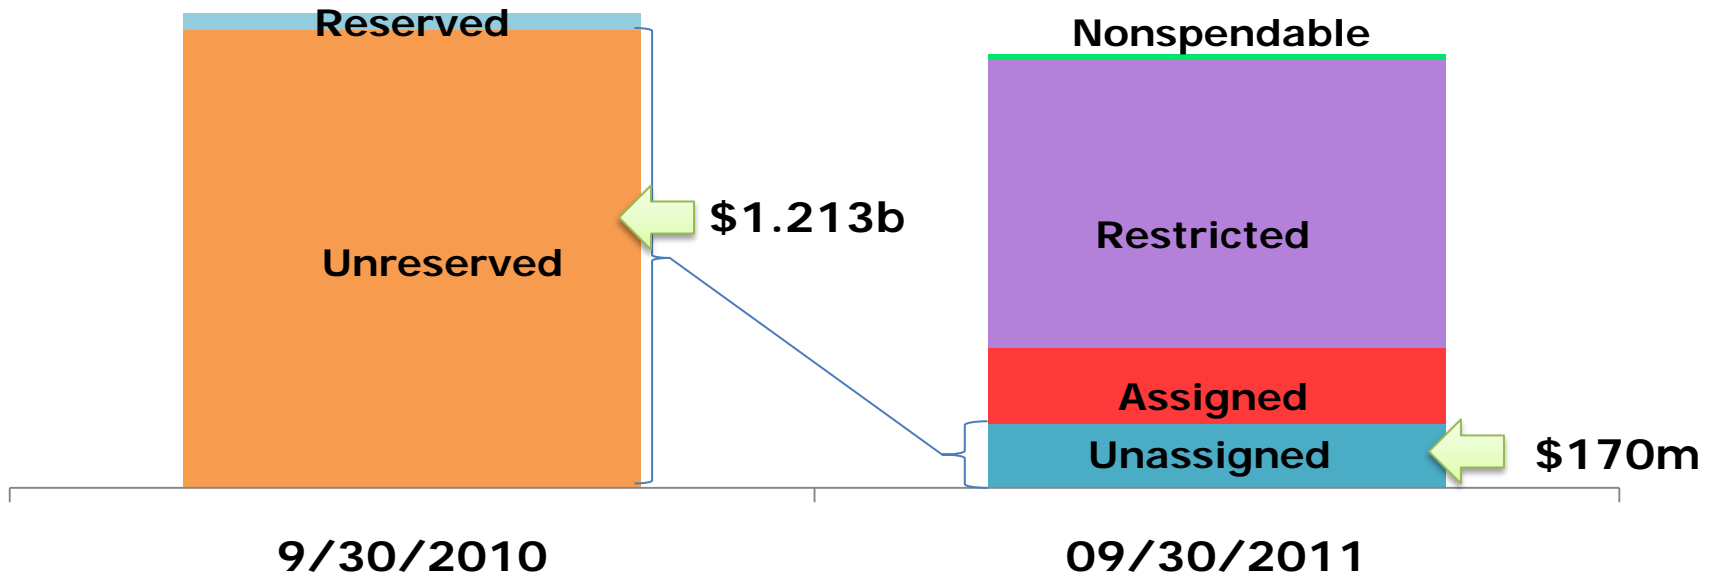 Reserved
Nonspendable
$1.213b
Restricted
Unreserved
Assigned
Unassigned
$170m
9/30/2010
09/30/2011